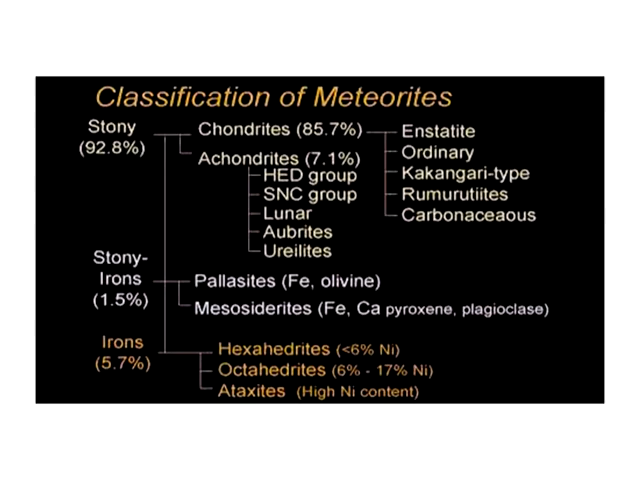 Classification of Meteorites
Stony
(92.8%)
Chondrites (85.7%)
Enstatite
Ordinary
Kakangari-type
Rumurutiites
Carbonaceaous
Achondrites (7.1%)
HED group
SNC group
Lunar
Aubrites
Ureilites
Stony-
Irons
(1.5%)
Pallasites (Fe, olivine)
Mesosiderites (Fe, Ca pyroxene, plagioclase)
Irons
(5.7%)
Hexahedrites (<6% Ni)
Octahedrites (6% - 17% Ni)
Ataxites (High Ni content)